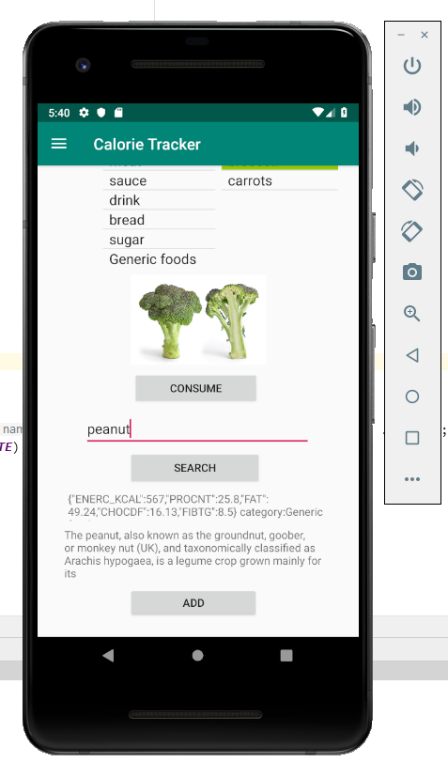 5:40
Calorie Tracker
sauce
carrots
drink
bread
sugar
Generic foods
CONSUME
peanut
SEARCH
{"ENERC_KCAL":567,"PROCNT":25.8,"FAT":
49.24,"CHOCDF":16.13,"FIBTG":8.5} category:Generic
The peanut, also known as the groundnut, goober,
or monkey nut (UK), and taxonomically classified as
Arachis hypogaea, is a legume crop grown mainly for
its
ADD
nam
TE)
;